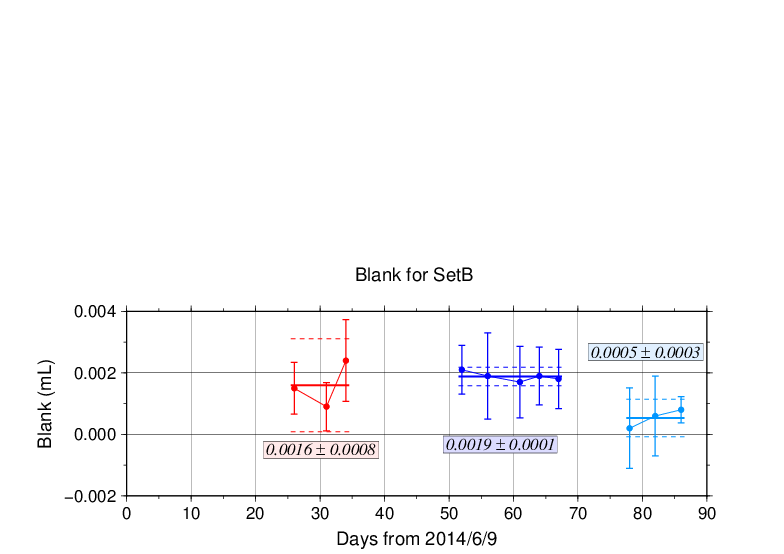 Blank for SetB
0.004
0.002
0.000
−0.002
Blank (mL)
0.0016 ± 0.0008
0.0019 ± 0.0001
0.0005 ± 0.0003
0 10 20 30 40 50 60 70 80 90
Days from 2014/6/9